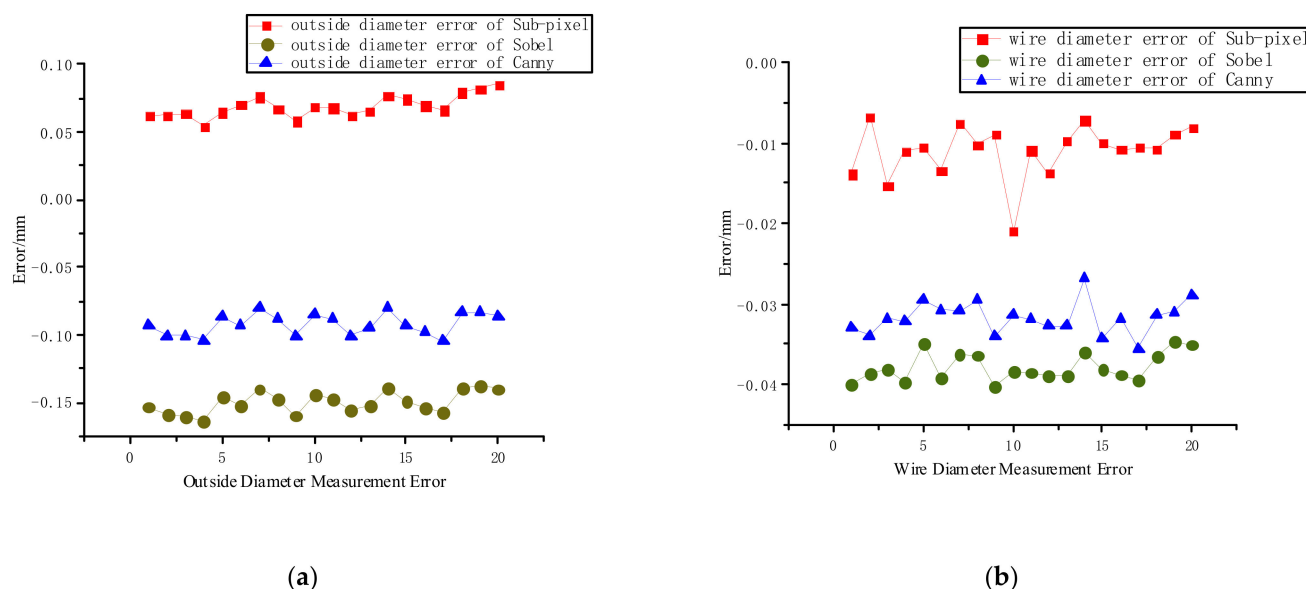 outside diameter error of Sub-pixel
outside diameter error of Sobel
outside diameter error of Canny
0.10
0.05
0.00
-0.05
-0.10
-0.15
Error/mm
0 5 10 15 20
Outside Diameter Measurement Error
(a)
wire diameter error of Sub-pixel
wire diameter error of Sobel
wire diameter error of Canny
0.00
-0.01
-0.02
-0.03
-0.04
Error/mm
0 5 10 15 20
Wire Diameter Measurement Error
(b)